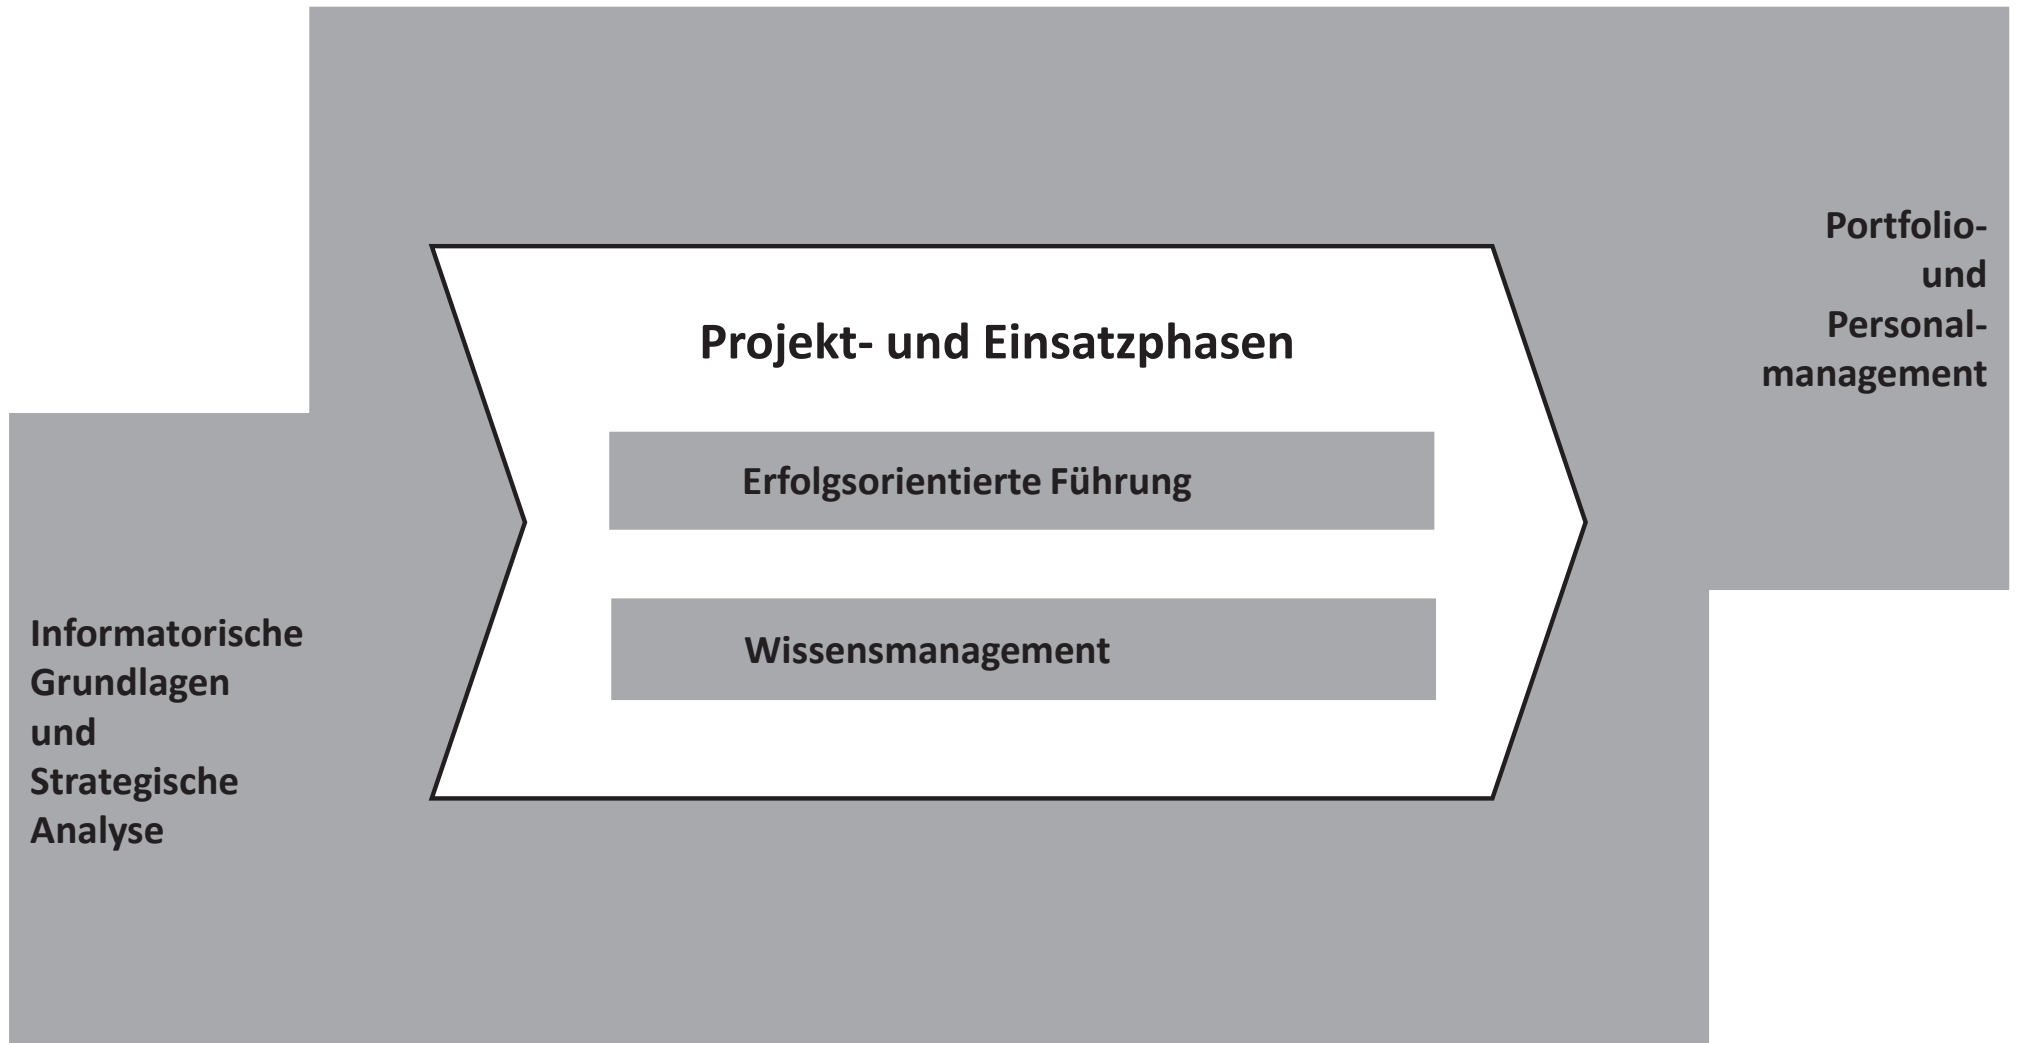 Portfolio-
und
Personal-
management
Projekt- und Einsatzphasen
Erfolgsorientierte Führung
Wissensmanagement
Informatorische
Grundlagen
und
Strategische
Analyse